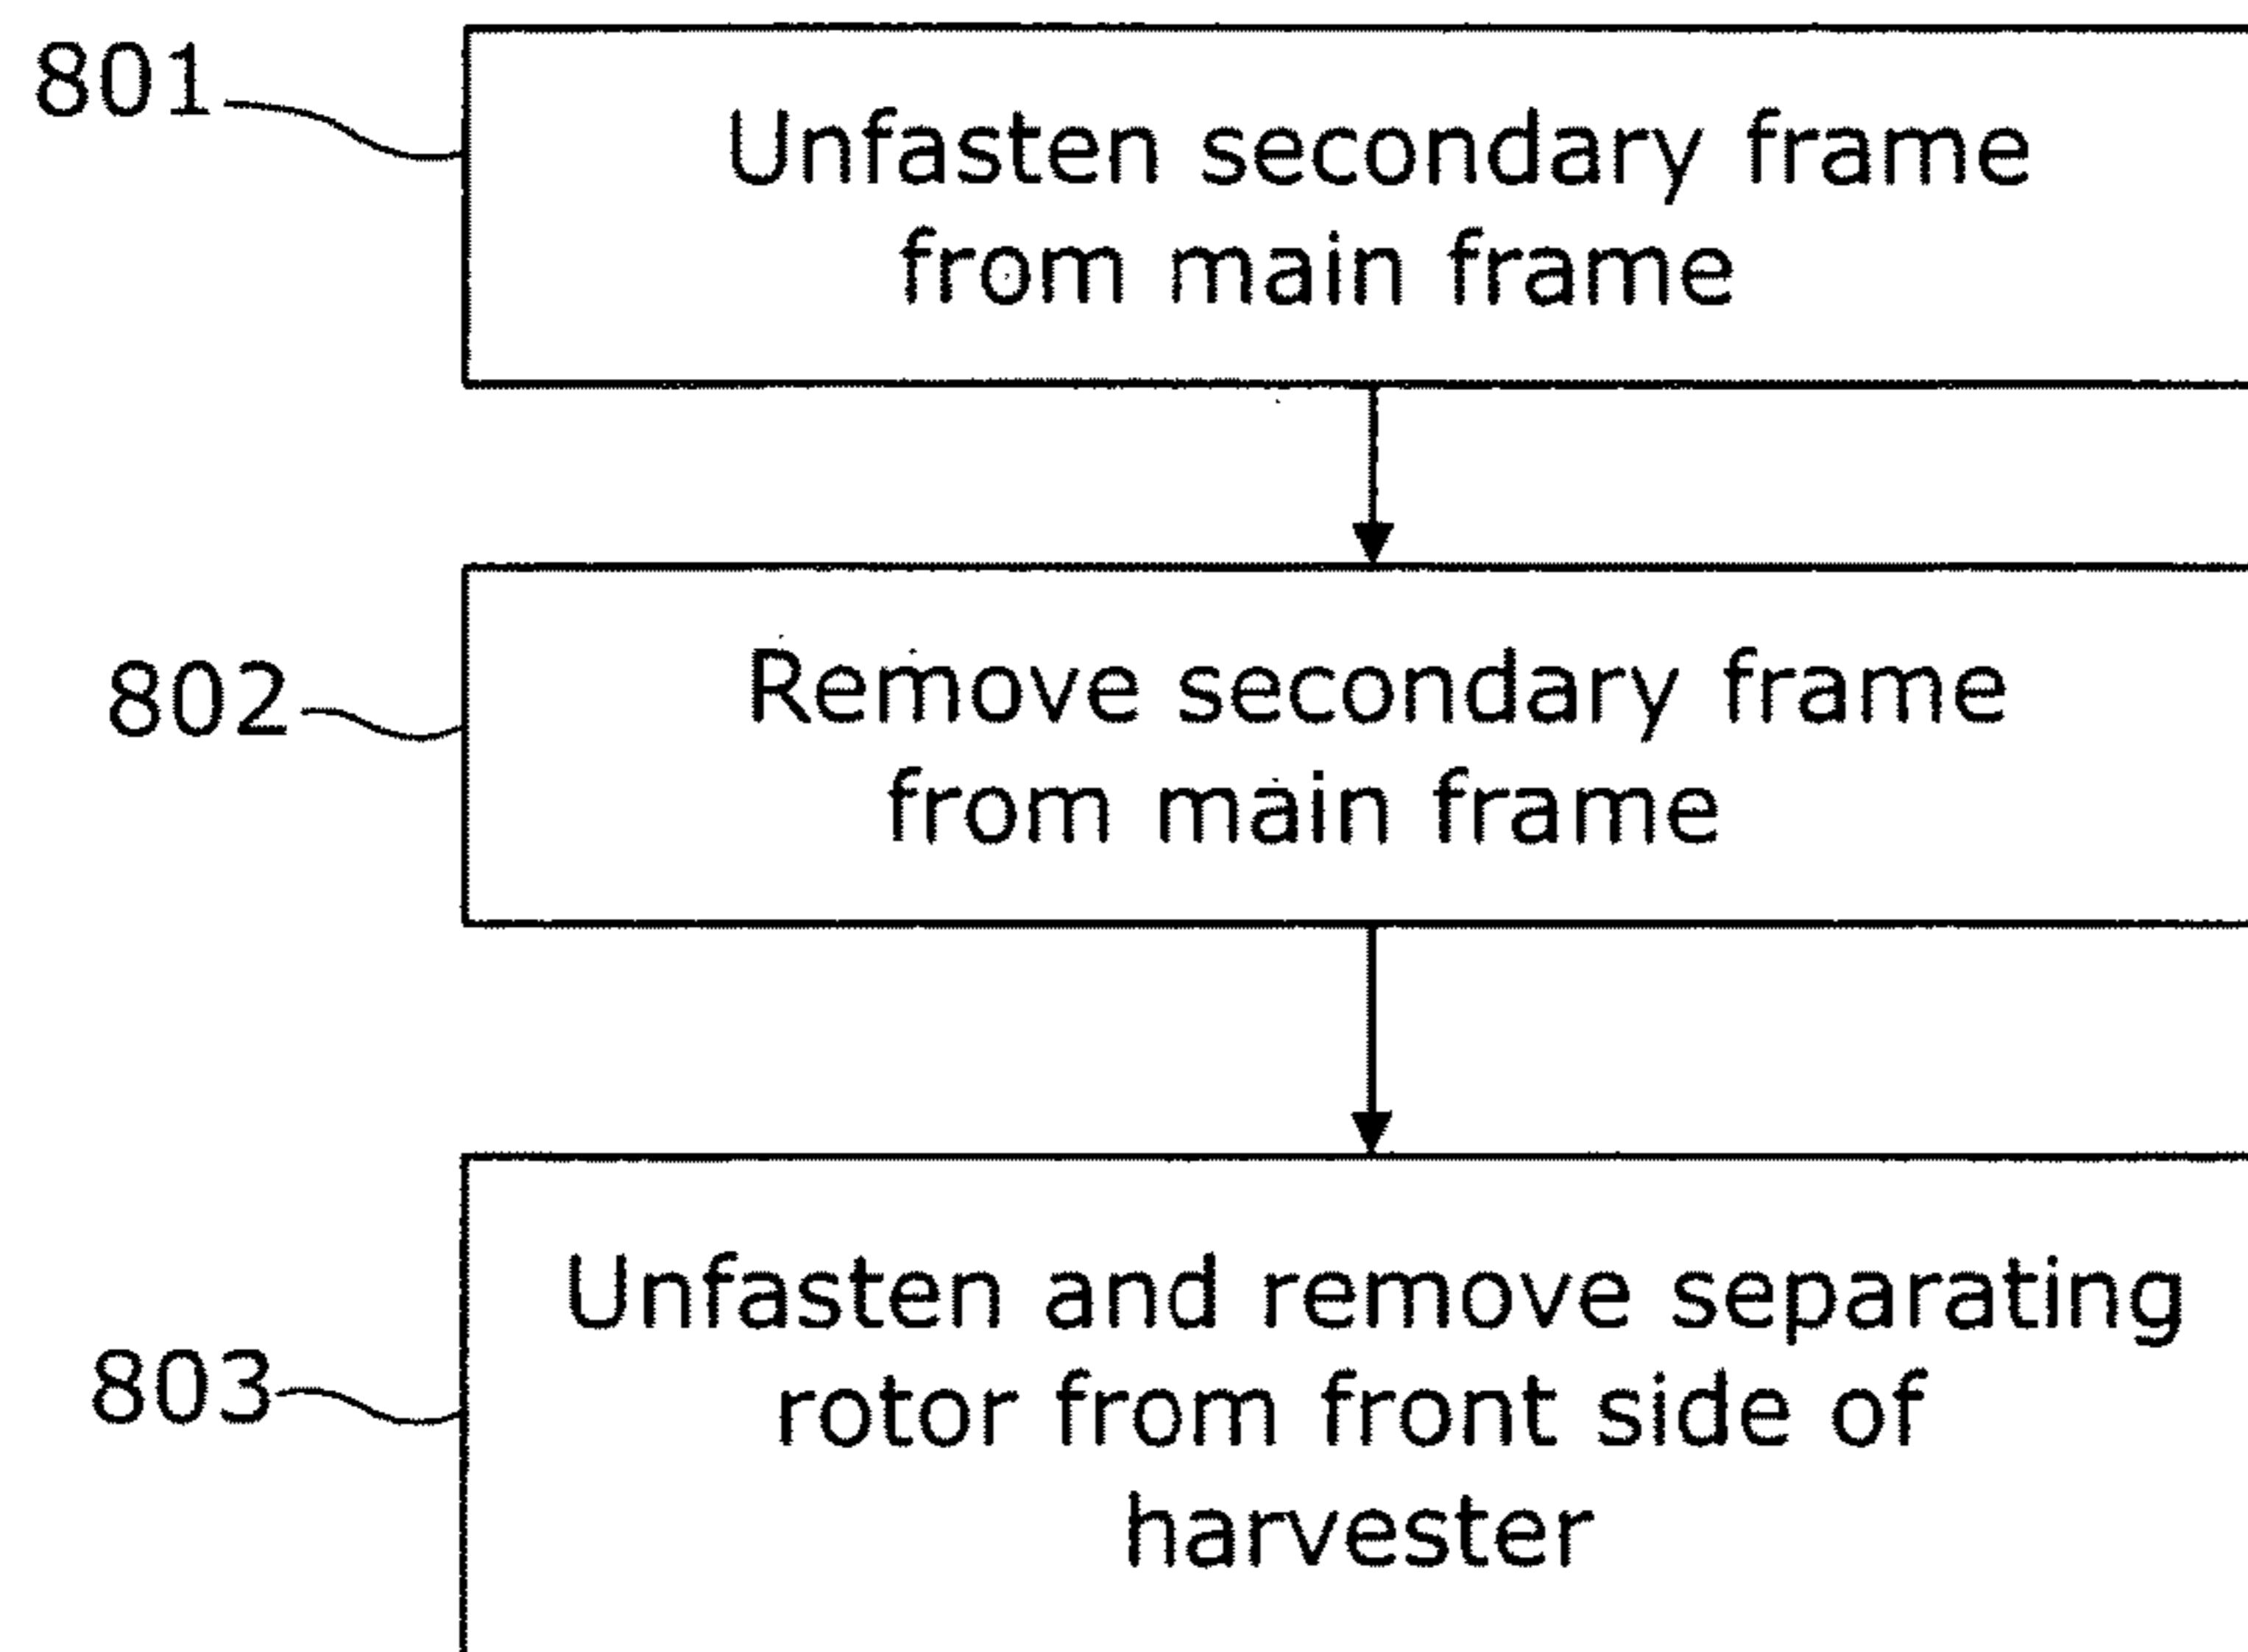 801
Unfasten secondary frame
from main frame
802
Remove secondary frame
from main frame
803
Unfasten and remove separating
rotor from front side of
harvester